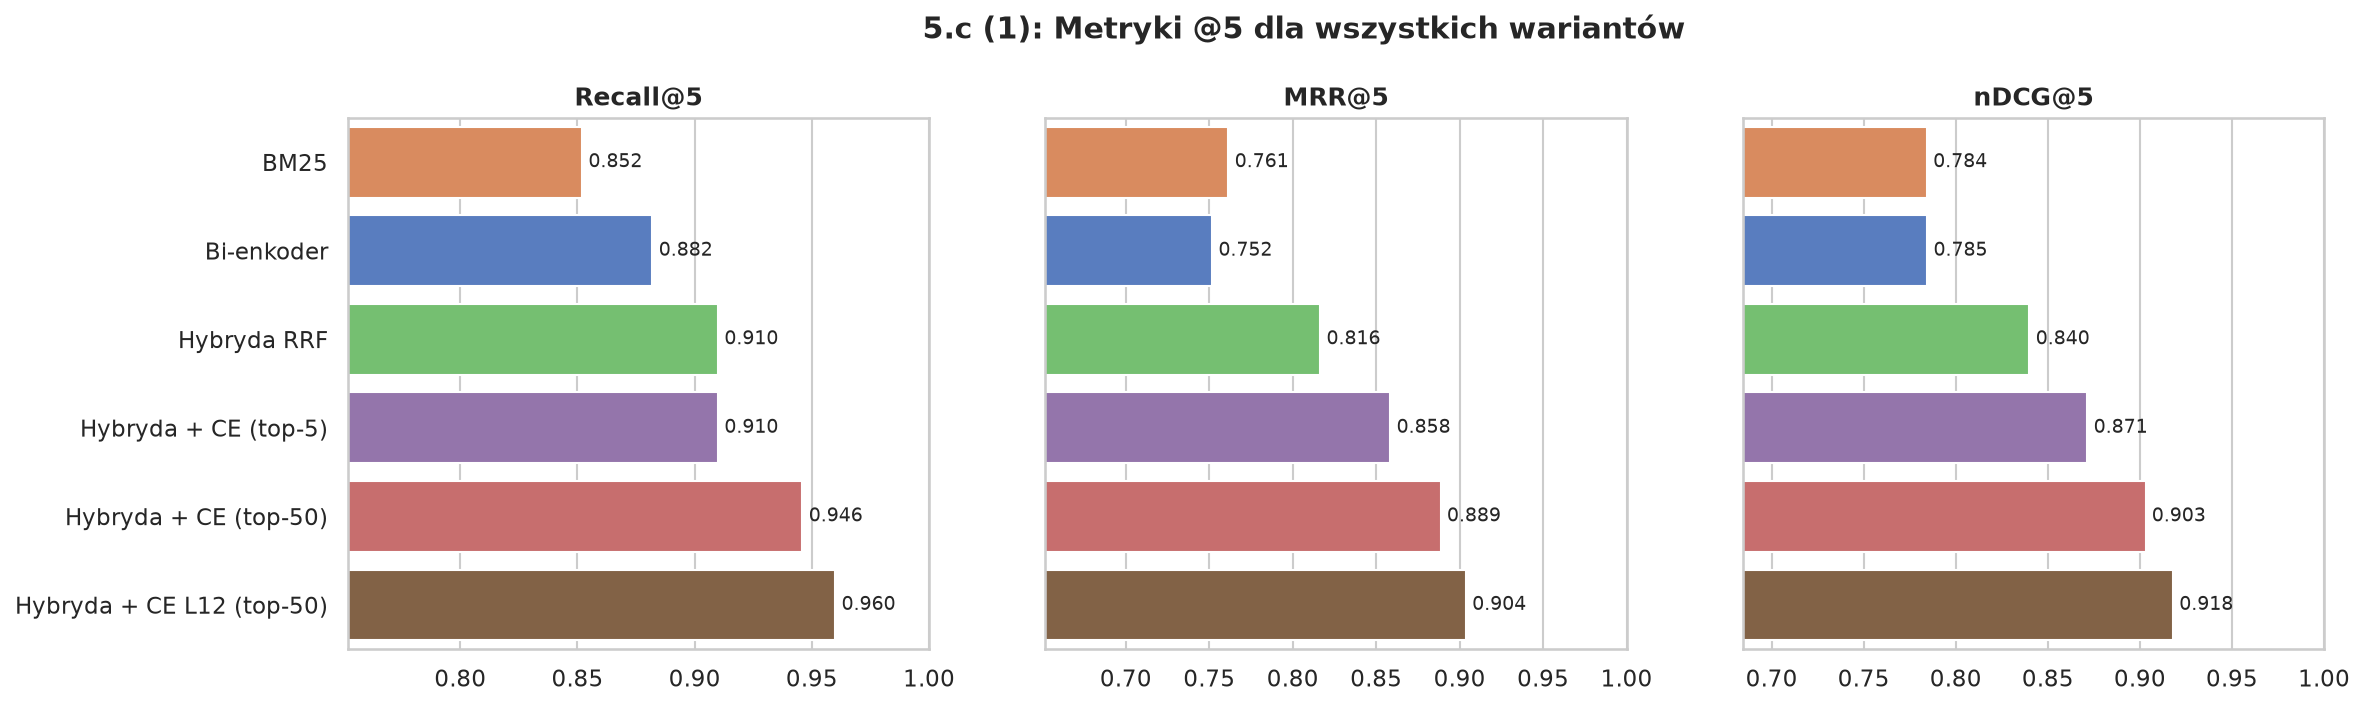 5.c (1): Metryki @5 dla wszystkich wariantów
Recall@5
MRR@5
nDCG@5
BM25
0.852
0.761
0.784
Bi-enkoder
0.882
0.752
0.785
Hybryda RRF
0.910
0.816
0.840
Hybryda + CE (top-5)
0.910
0.858
0.871
Hybryda + CE (top-50)
0.946
0.889
0.903
Hybryda + CE L12 (top-50)
0.960
0.904
0.918
0.80 0.85 0.90 0.95 1.00
0.70 0.75 0.80 0.85 0.90 0.95 1.00
0.70 0.75 0.80 0.85 0.90 0.95 1.00